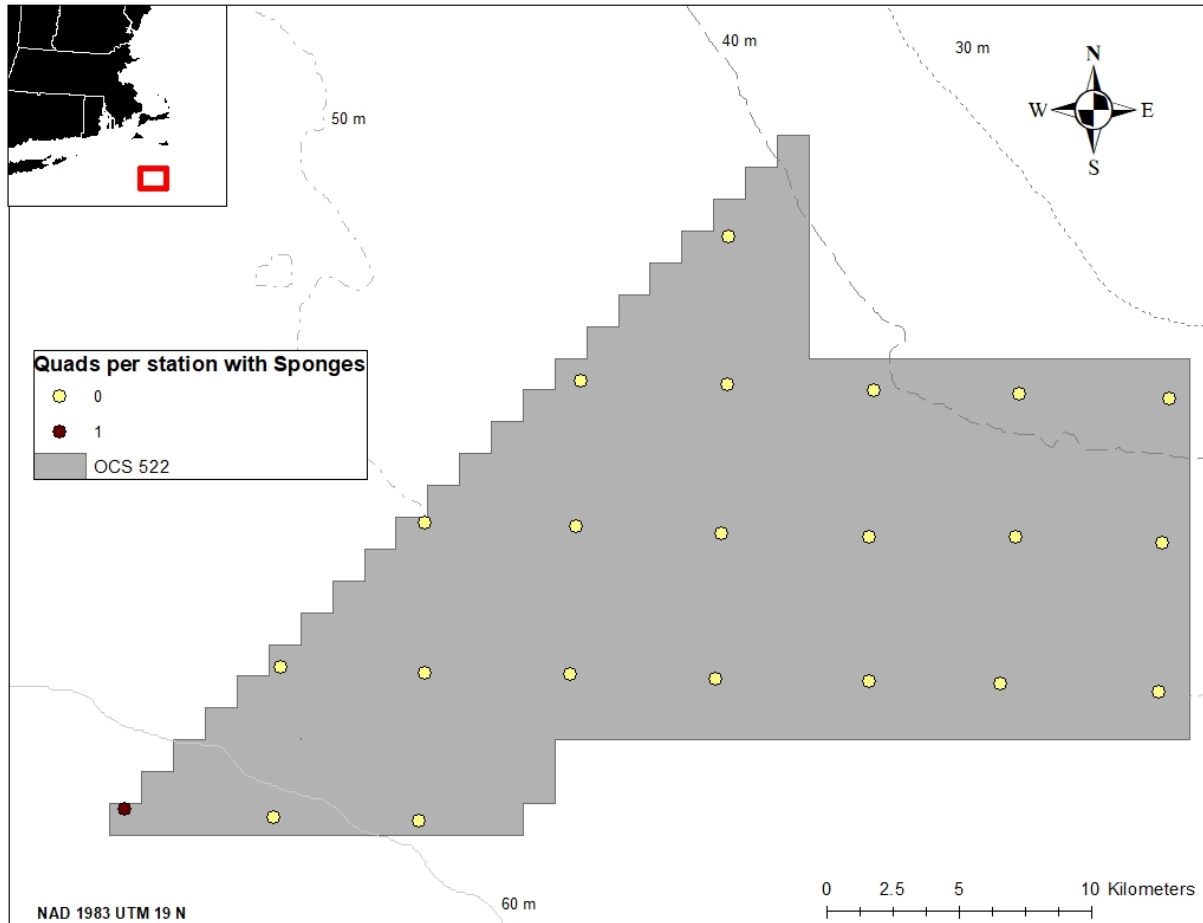 40 m
30 m
50 m
N
W
E
S
Quads per station with Sponges
0
1
OCS 522
60 m
NAD 1983 UTM 19 N
0 2.5 5 10 Kilometers